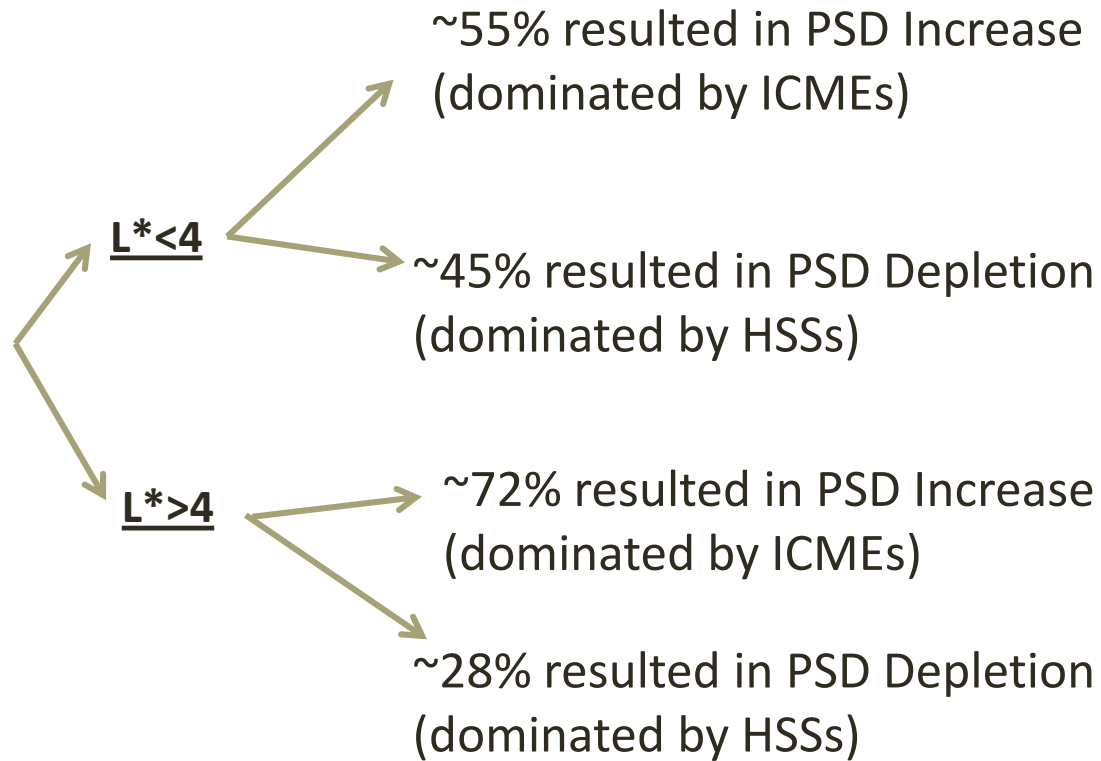 ~55% resulted in PSD Increase
(dominated by ICMEs)
L*<4
~45% resulted in PSD Depletion
(dominated by HSSs)
~72% resulted in PSD Increase
(dominated by ICMEs)
L*>4
~28% resulted in PSD Depletion
(dominated by HSSs)